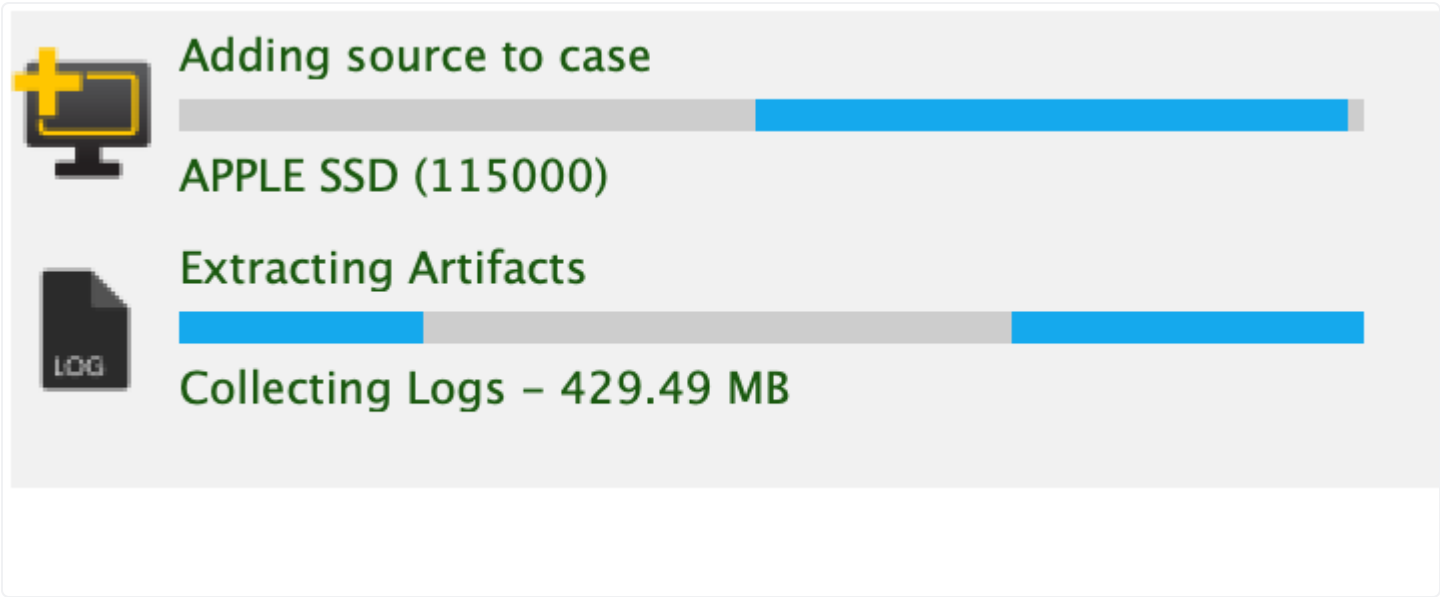 Adding source to case
APPLE SSD (115000)
Extracting Artifacts
LOG
Collecting Logs – 429.49 MB